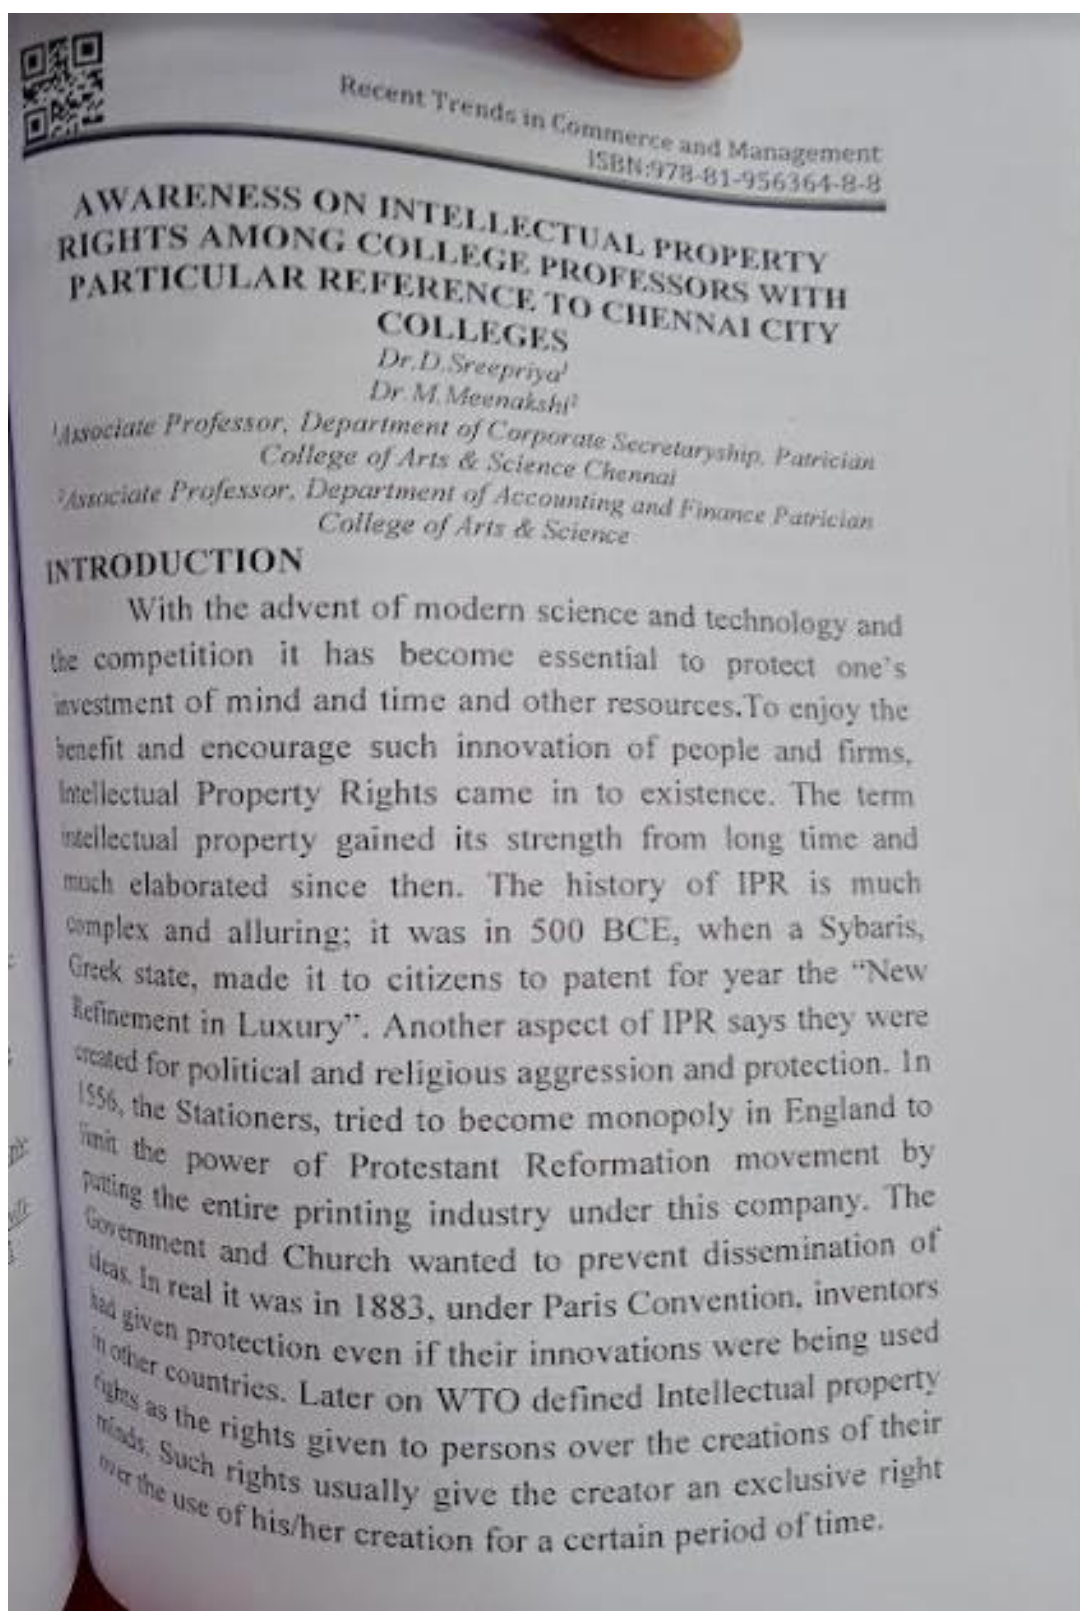 Recent Trends in Commerce and Management
ISBN:978-81-956364-8-8
AWARENESS ON INTELLECTUAL PROPERTY
RIGHTS AMONG COLLEGE PROFESSORS WITH
PARTICULAR REFERENCE TO CHENNAI CITY
COLLEGES
Dr.D.Sreepriya¹
Dr.M.Meenakshi²
¹Associate Professor, Department of Corporate Secretaryship, Patrician
College of Arts & Science Chennai
²Associate Professor, Department of Accounting and Finance Patrician
College of Arts & Science
INTRODUCTION
With the advent of modern science and technology and
the competition it has become essential to protect one's
investment of mind and time and other resources.To enjoy the
benefit and encourage such innovation of people and firms,
Intellectual Property Rights came in to existence. The term
intellectual property gained its strength from long time and
much elaborated since then. The history of IPR is much
complex and alluring; it was in 500 BCE, when a Sybaris,
Greek state, made it to citizens to patent for year the “New
Refinement in Luxury”. Another aspect of IPR says they were
created for political and religious aggression and protection. In
1556, the Stationers, tried to become monopoly in England to
limit the power of Protestant Reformation movement by
putting the entire printing industry under this company. The
Government and Church wanted to prevent dissemination of
ideas. In real it was in 1883, under Paris Convention, inventors
had given protection even if their innovations were being used
in other countries. Later on WTO defined Intellectual property
rights as the rights given to persons over the creations of their
minds. Such rights usually give the creator an exclusive right
over the use of his/her creation for a certain period of time.